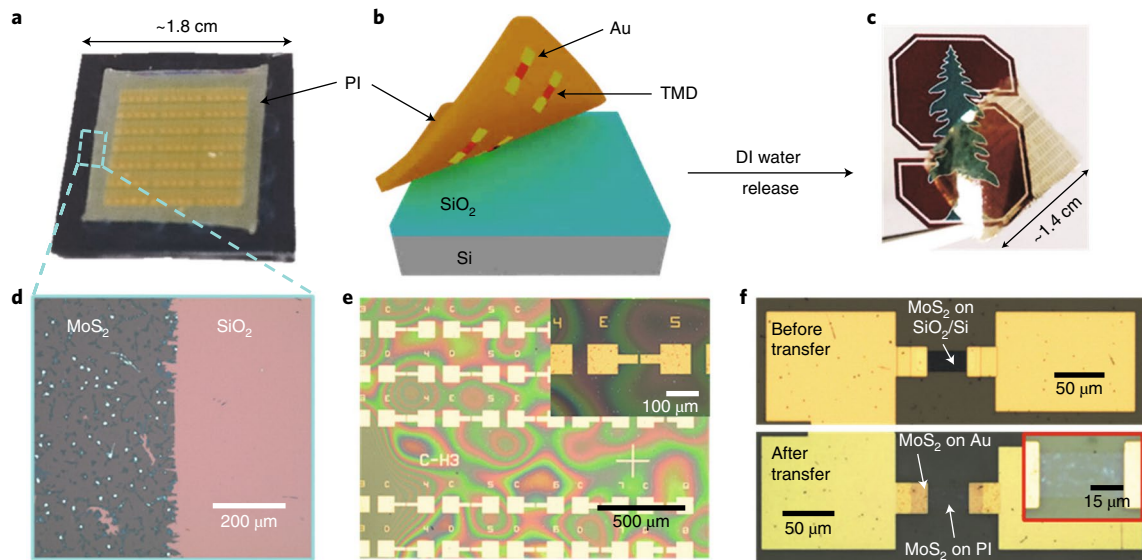 a
~1.8 cm
PI
b
Au
TMD
SiO₂
Si
DI water
release
c
~1.4 cm
d
MoS₂
SiO₂
200 μm
e
4 E 5
100 μm
C-H3
500 μm
f
Before
transfer
MoS₂ on
SiO₂/Si
50 μm
After
transfer
MoS₂ on Au
50 μm
15 μm
MoS₂ on PI